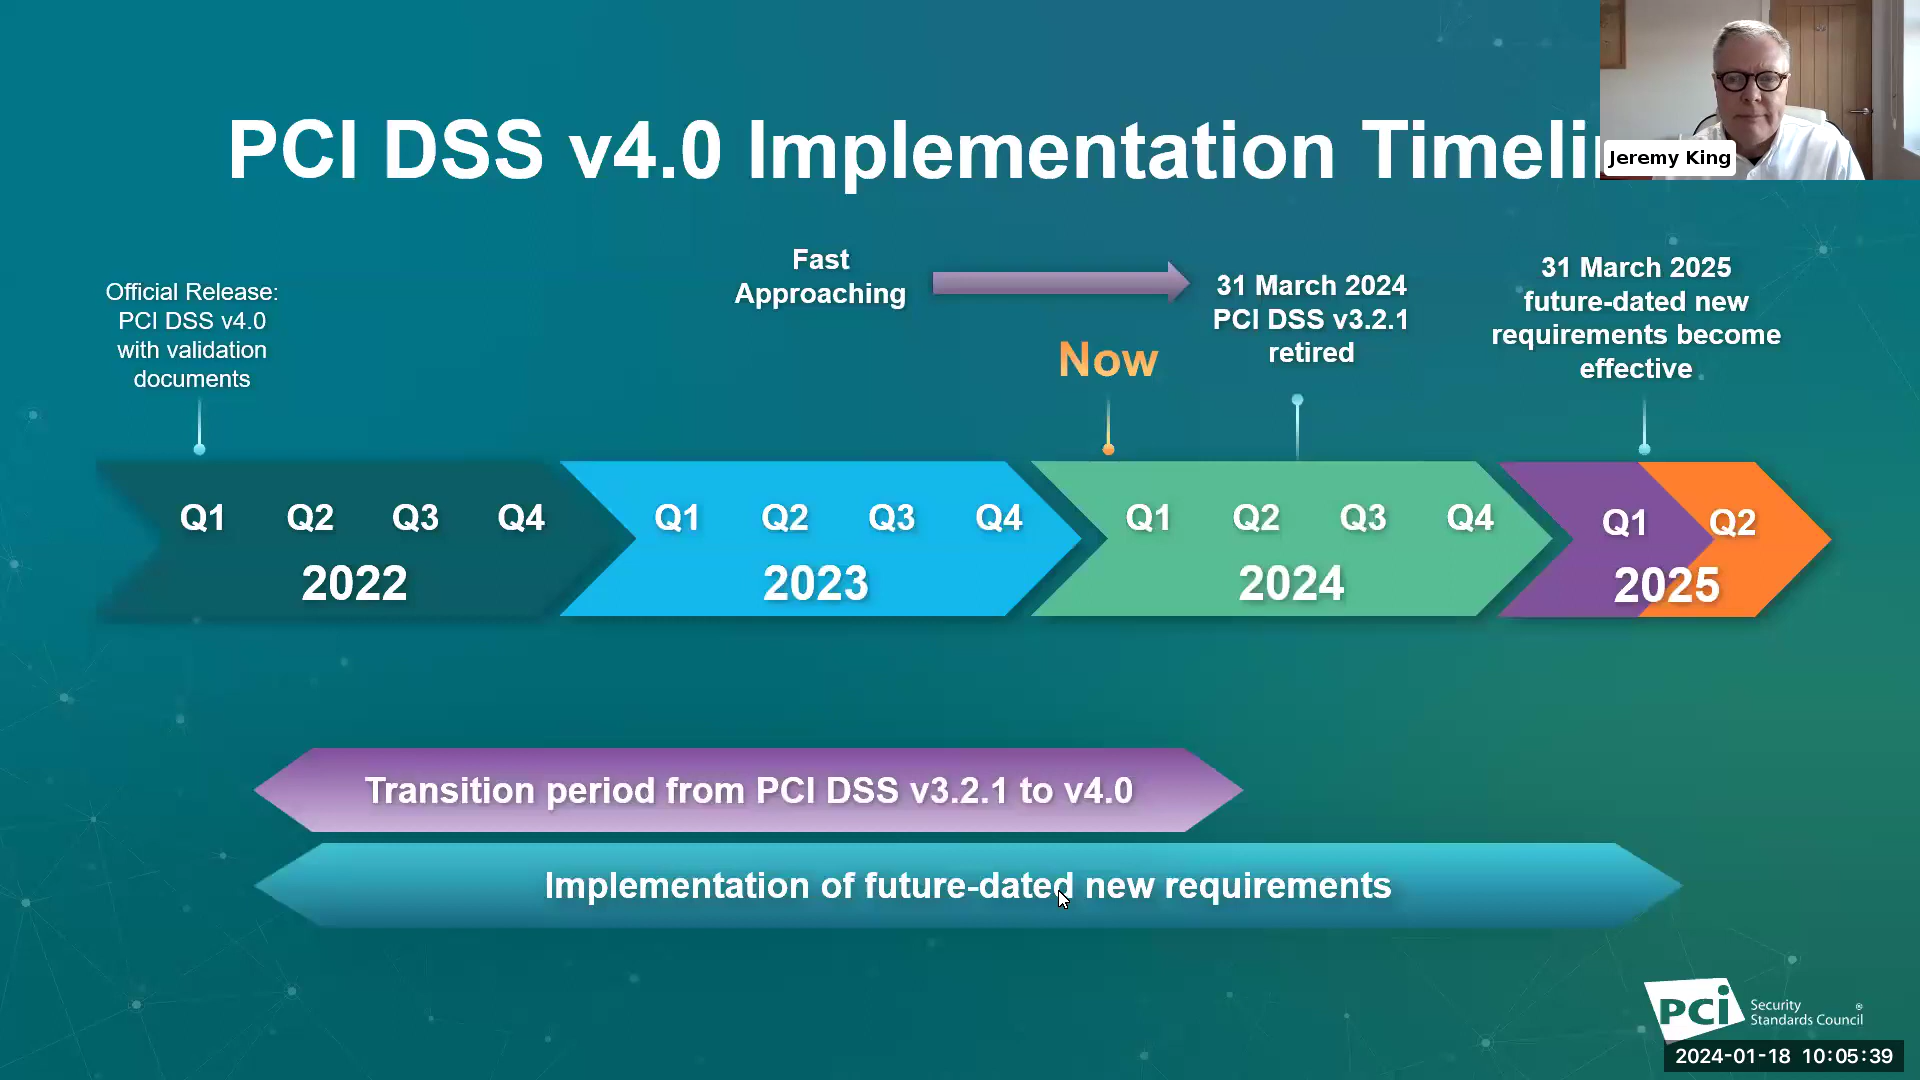 PCI DSS v4.0 Implementation Timeli
Jeremy King
Official Release:
PCI DSS v4.0
with validation
documents
Fast
Approaching
Now
31 March 2024
PCI DSS v3.2.1
retired
31 March 2025
future-dated new
requirements become
effective
Q1 Q2 Q3 Q4
2022
Q1 Q2 Q3 Q4
2023
Q1 Q2 Q3 Q4
2024
Q1 Q2
2025
Transition period from PCI DSS v3.2.1 to v4.0
Implementation of future-dated new requirements
PCi Security
Standards Council ®
2024-01-18 10:05:39